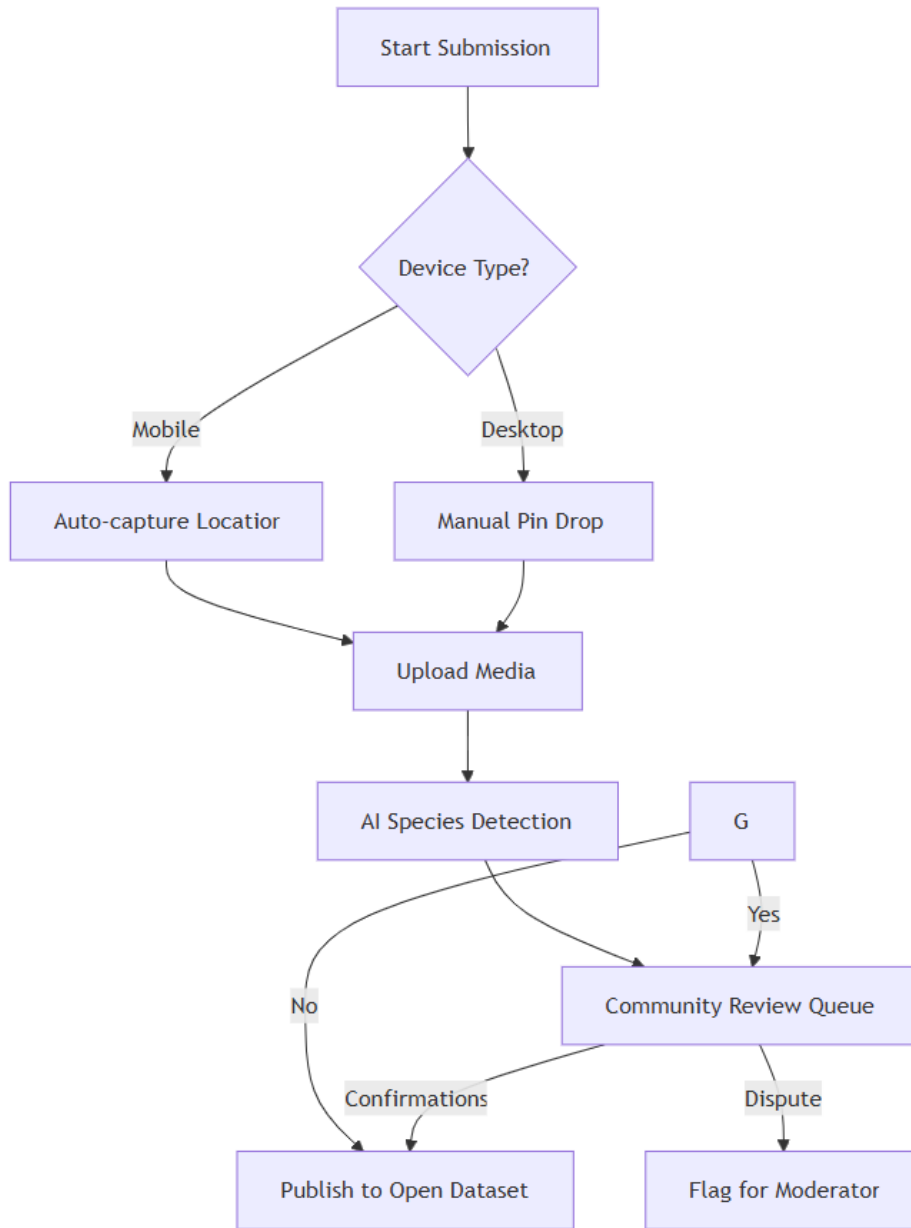 Start Submission
Device Type?
Mobile
Desktop
Auto-capture Location
Manual Pin Drop
Upload Media
AI Species Detection
G
Yes
Community Review Queue
No
Confirmations
Dispute
Publish to Open Dataset
Flag for Moderator